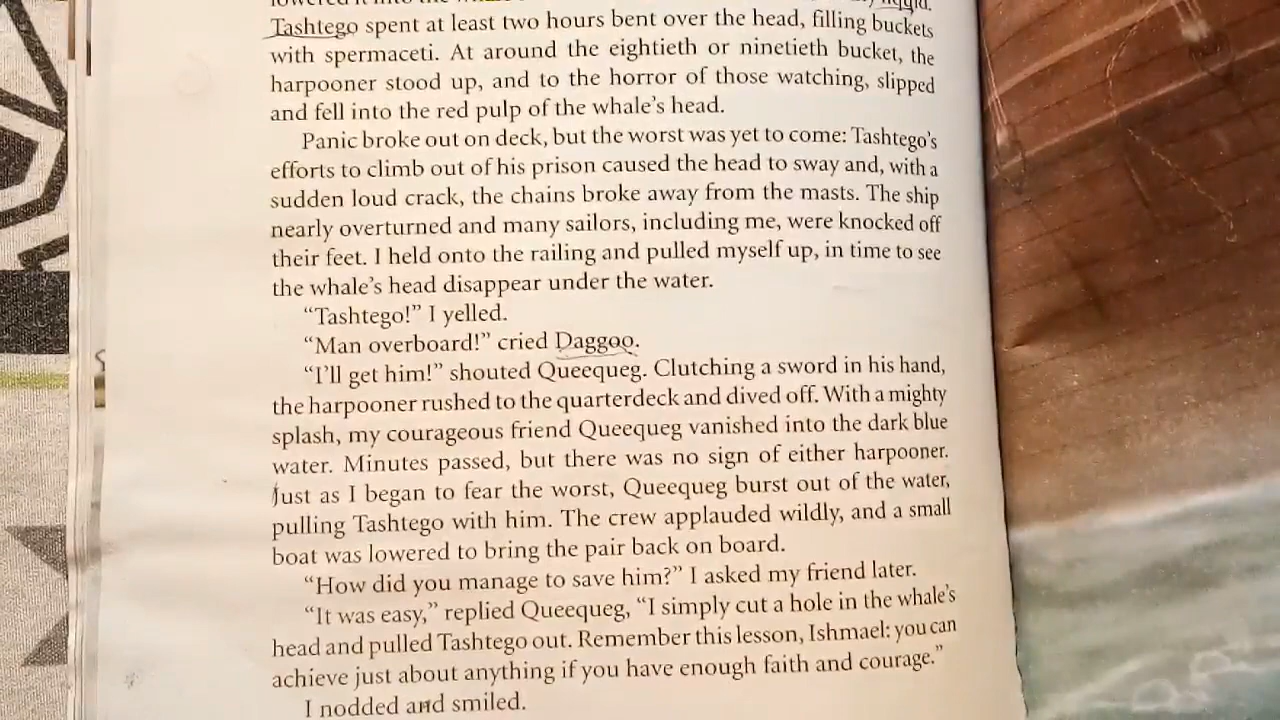 Tashtego spent at least two hours bent over the head, filling buckets
with spermaceti. At around the eightieth or ninetieth bucket, the
harpooner stood up, and to the horror of those watching, slipped
and fell into the red pulp of the whale's head.
Panic broke out on deck, but the worst was yet to come: Tashtego's
efforts to climb out of his prison caused the head to sway and, with a
sudden loud crack, the chains broke away from the masts. The ship
nearly overturned and many sailors, including me, were knocked off
their feet. I held onto the railing and pulled myself up, in time to see
the whale's head disappear under the water.
“Tashtego!” I yelled.
“Man overboard!” cried Daggoo.
“I'll get him!” shouted Queequeg. Clutching a sword in his hand,
the harpooner rushed to the quarterdeck and dived off. With a mighty
splash, my courageous friend Queequeg vanished into the dark blue
water. Minutes passed, but there was no sign of either harpooner.
Just as I began to fear the worst, Queequeg burst out of the water,
pulling Tashtego with him. The crew applauded wildly, and a small
boat was lowered to bring the pair back on board.
“How did you manage to save him?” I asked my friend later.
“It was easy,” replied Queequeg, “I simply cut a hole in the whale's
head and pulled Tashtego out. Remember this lesson, Ishmael: you can
achieve just about anything if you have enough faith and courage.”
I nodded and smiled.